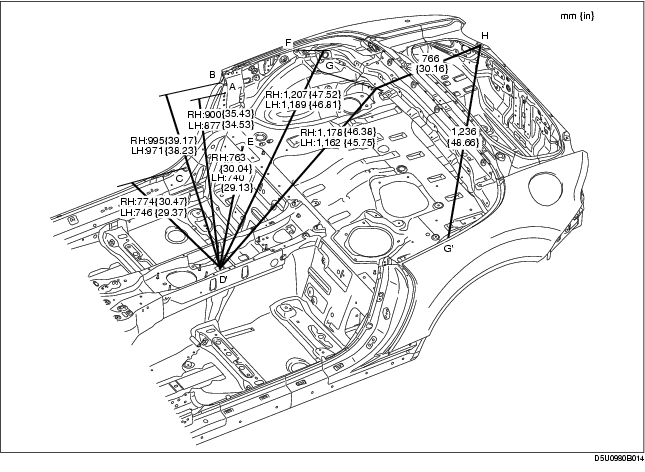 mm {in}
F
H
B
A
G
766
{30.16}
RH:1,207 {47.52}
LH:1,189 {46.81}
RH:900{35.43}
LH:877 {34.53}
RH:1,178{46.38}
LH:1,162 {45.75}
1,236
{48.66}
RH:995{39.17}
LH:971{38.23}
E
RH:763
{30.04}
LH:740
{29.13}
C
RH:774{30.47}
LH:746 {29.37}
D'
G'
D5U0980B014